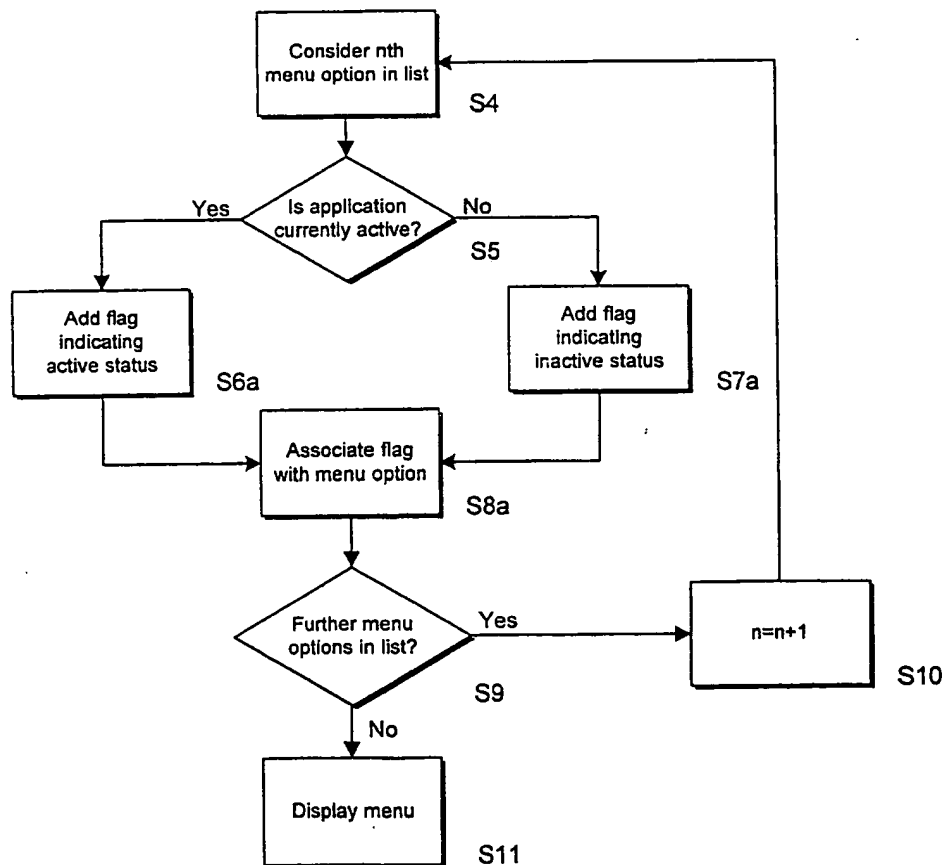 Consider nth
menu option in list
S4
Is application
currently active?
Yes
No
S5
Add flag
indicating
active status
S6a
Add flag
indicating
inactive status
S7a
Associate flag
with menu option
S8a
Further menu
options in list?
Yes
S9
n=n+1
S10
No
Display menu
S11